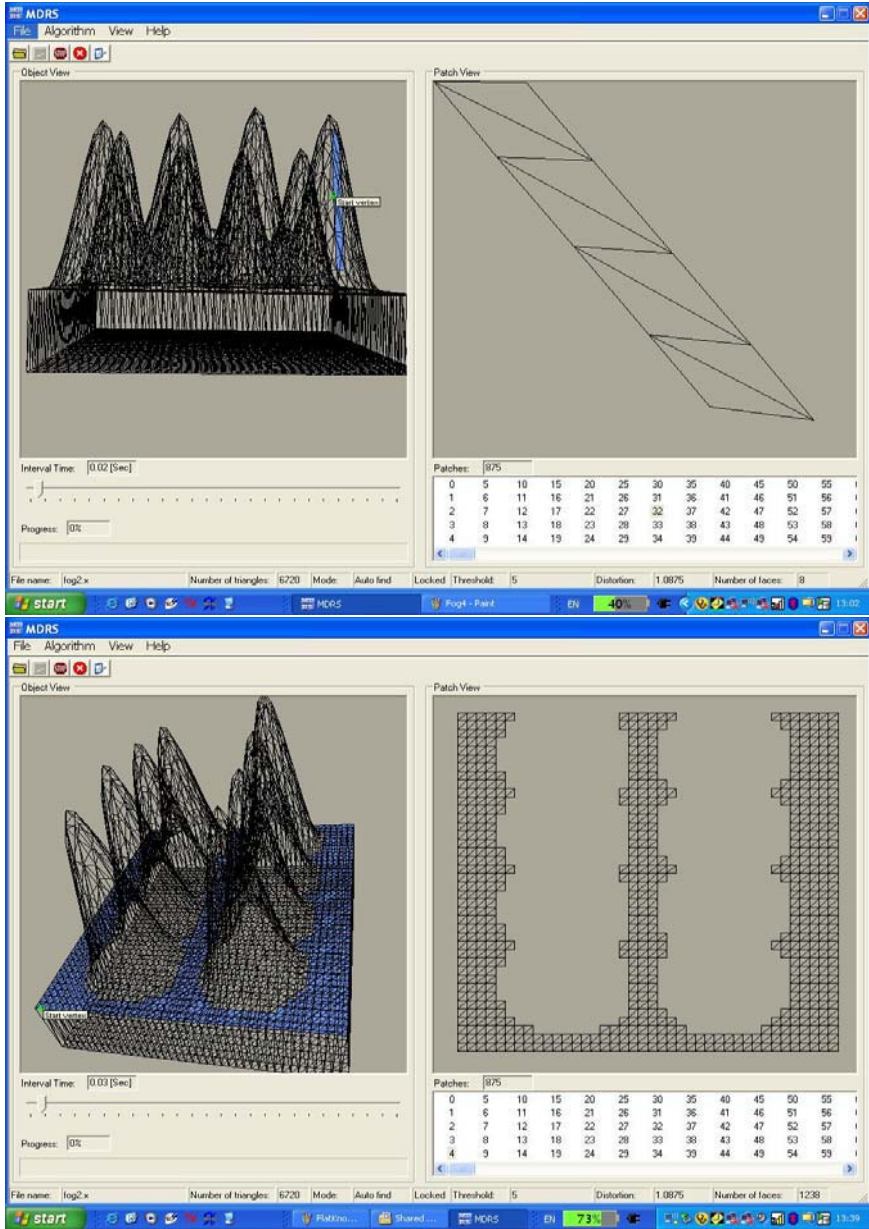 MDRS
File Algorithm View Help
STOP
Object View
Patch View
Start vertex
Interval Time: 0.02 [Sec]
Progress: 0%
Patches: 875
0 5 10 15 20 25 30 35 40 45 50 55
1 6 11 16 21 26 31 36 41 46 51 56
2 7 12 17 22 27 32 37 42 47 52 57
3 8 13 18 23 28 33 38 43 48 53 58
4 9 14 19 24 29 34 39 44 49 54 59
File name: fog2.x Number of triangles: 6720 Mode: Auto find Locked Threshold: 5 Distortion: 1.0875 Number of faces: 8
start MDRS Fog4 - Paint EN 40% 13:02
MDRS
File Algorithm View Help
STOP
Object View
Patch View
Start vertex
Interval Time: 0.03 [Sec]
Progress: 0%
Patches: 875
0 5 10 15 20 25 30 35 40 45 50 55
1 6 11 16 21 26 31 36 41 46 51 56
2 7 12 17 22 27 32 37 42 47 52 57
3 8 13 18 23 28 33 38 43 48 53 58
4 9 14 19 24 29 34 39 44 49 54 59
File name: fog2.x Number of triangles: 6720 Mode: Auto find Locked Threshold: 5 Distortion: 1.0875 Number of faces: 1238
start Shared ... MDRS EN 73% 13:39